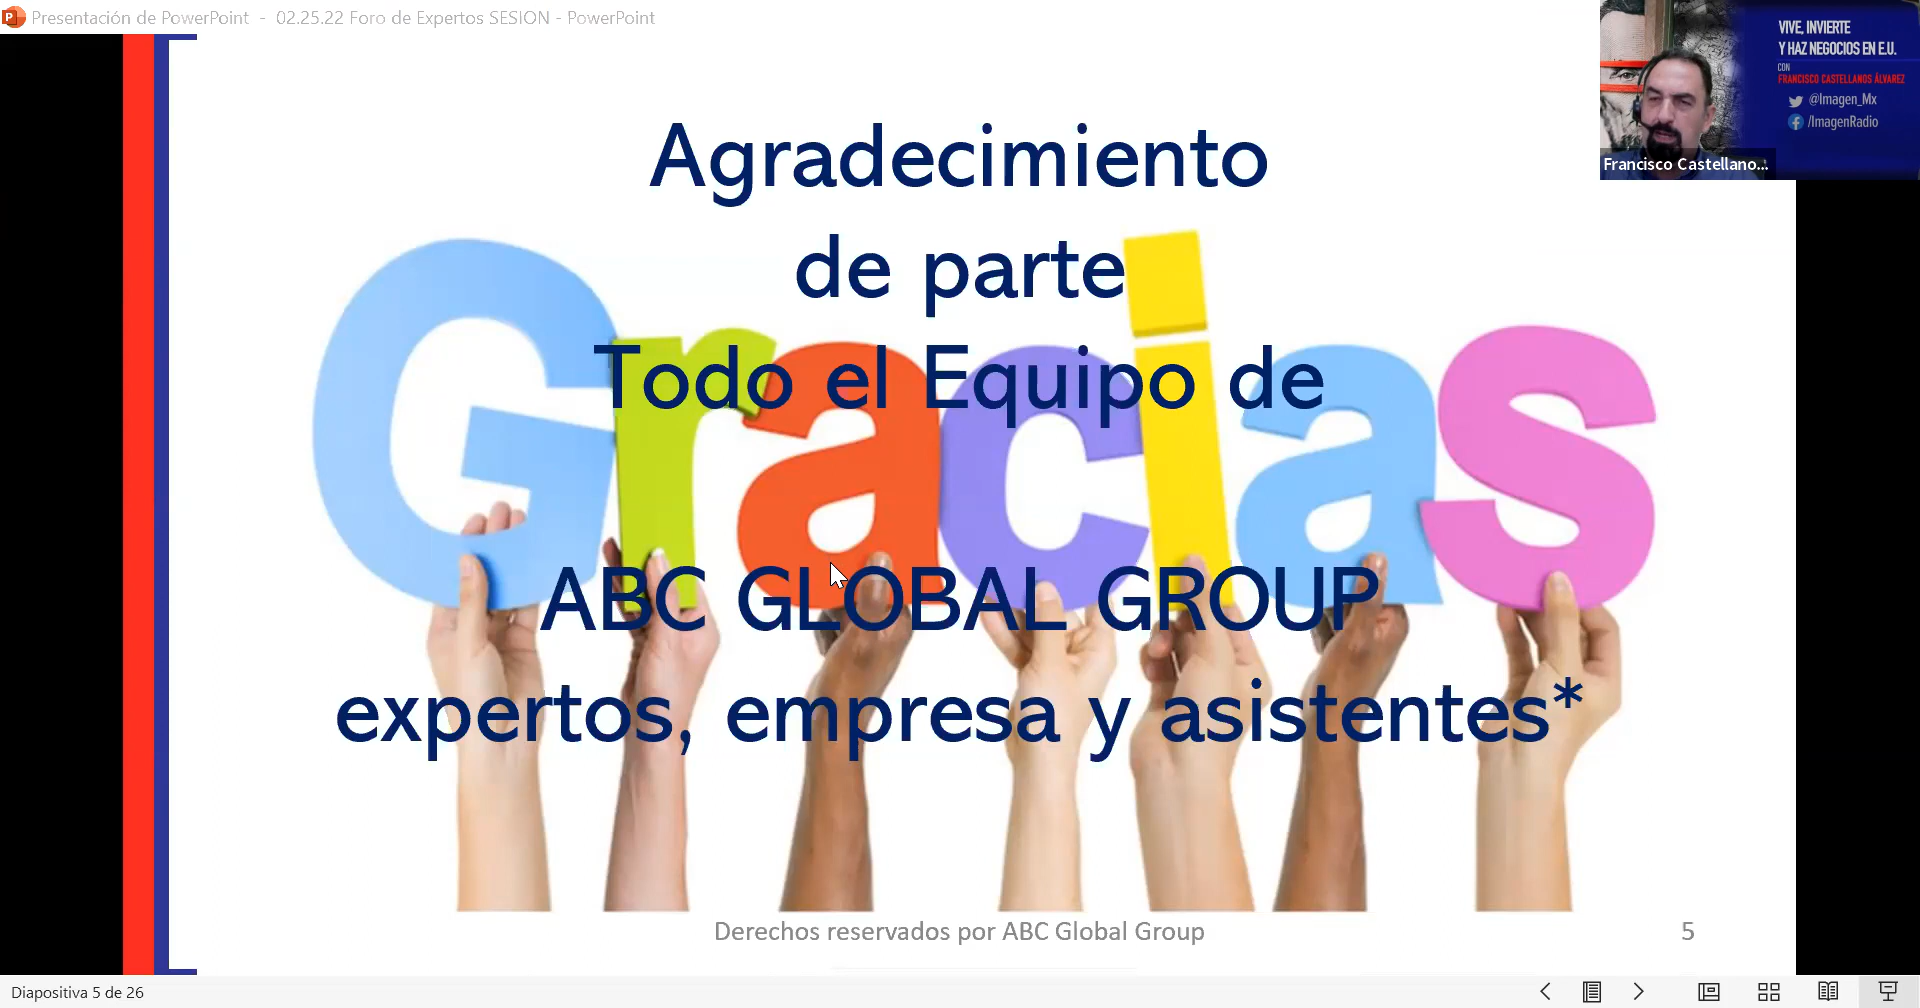 Presentación de PowerPoint - 02.25.22 Foro de Expertos SESION - PowerPoint
VIVE, INVIERTE
Y HAZ NEGOCIOS EN E.U.
CON
FRANCISCO CASTELLANOS ÁLVAREZ
@Imagen_Mx
/ImagenRadio
Francisco Castellano...
Agradecimiento
de parte
Todo el Equipo de
Gracias
ABC GLOBAL GROUP
expertos, empresa y asistentes*
Derechos reservados por ABC Global Group
5
Diapositiva 5 de 26